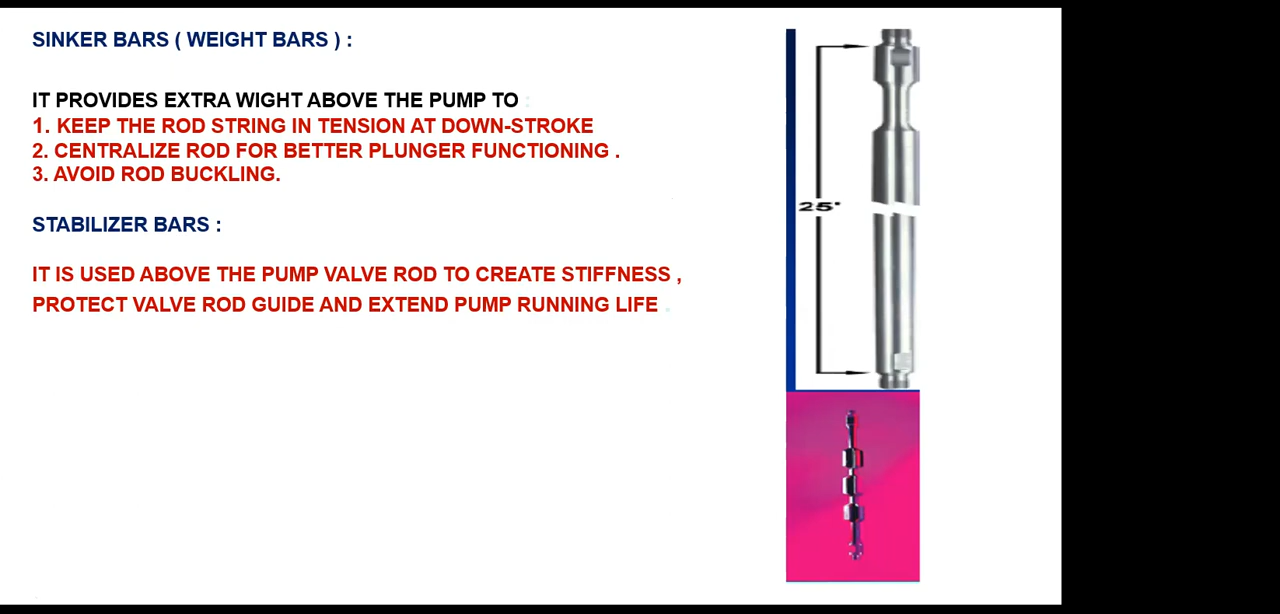 SINKER BARS ( WEIGHT BARS ) :
IT PROVIDES EXTRA WIGHT ABOVE THE PUMP TO :
1. KEEP THE ROD STRING IN TENSION AT DOWN-STROKE
2. CENTRALIZE ROD FOR BETTER PLUNGER FUNCTIONING .
3. AVOID ROD BUCKLING.
STABILIZER BARS :
IT IS USED ABOVE THE PUMP VALVE ROD TO CREATE STIFFNESS ,
PROTECT VALVE ROD GUIDE AND EXTEND PUMP RUNNING LIFE .
25'